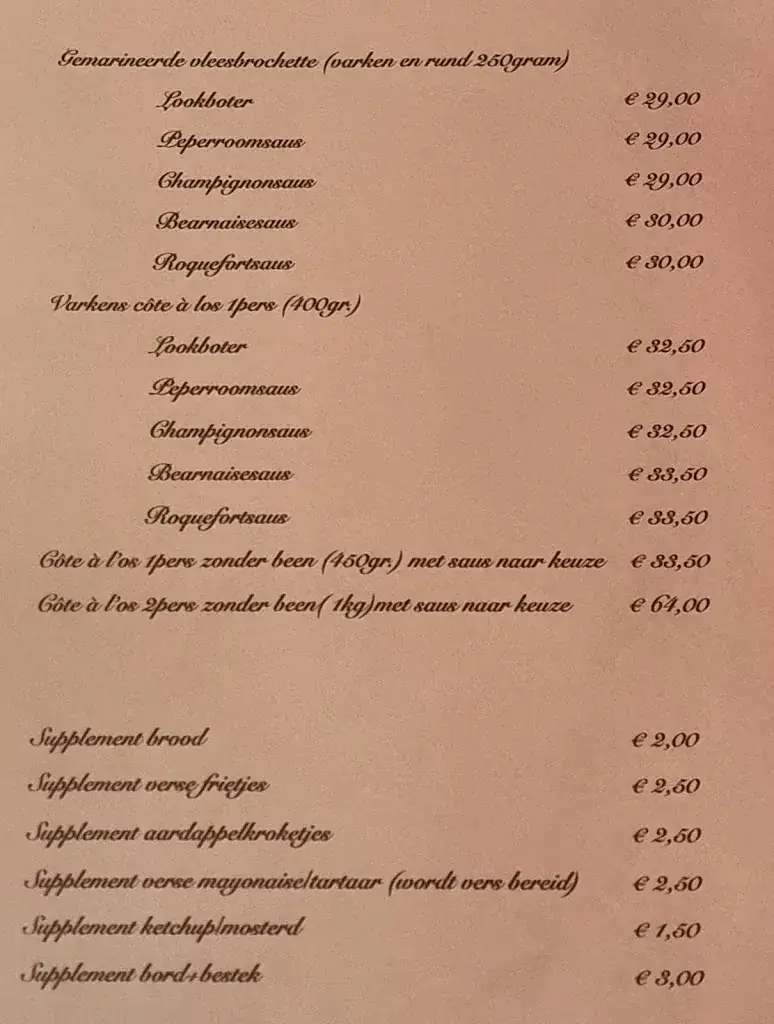 Gemarineerde vleesbrochette (varken en rund 250gram)
Lookboter € 29,00
Peperroomsaus € 29,00
Champignonsaus € 29,00
Bearnaisesaus € 30,00
Roquefortsaus € 30,00
Varkens côte à los 1pers (400gr.)
Lookboter € 32,50
Peperroomsaus € 32,50
Champignonsaus € 32,50
Bearnaisesaus € 33,50
Roquefortsaus € 33,50
Côte à l'os 1pers zonder been (450gr.) met saus naar keuze € 33,50
Côte à l'os 2pers zonder been( 1kg)met saus naar keuze € 64,00
Supplement brood € 2,00
Supplement verse frietjes € 2,50
Supplement aardappelkroketjes € 2,50
Supplement verse mayonaise/tartaar (wordt vers bereid) € 2,50
Supplement ketchup/mosterd € 1,50
Supplement bord+bestek € 3,00